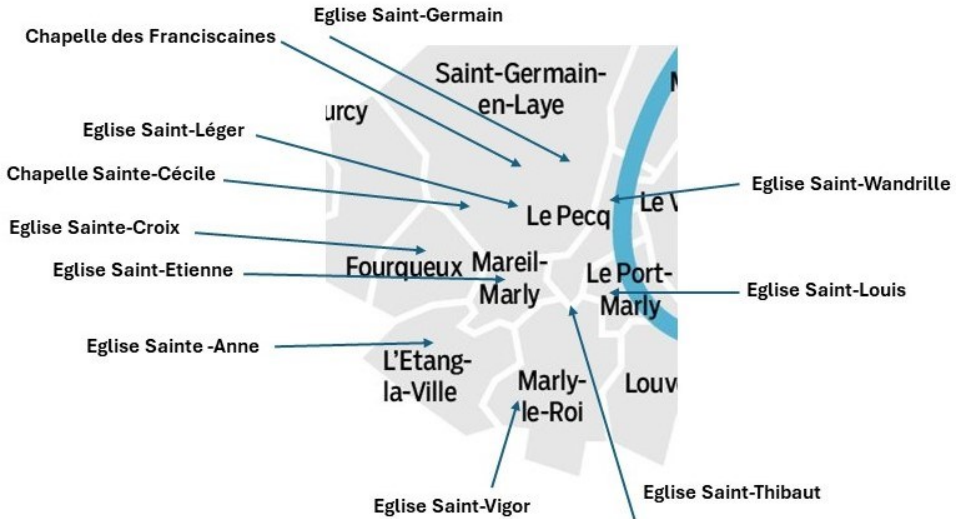 Eglise Saint-Germain
Chapelle des Franciscaines
Saint-Germain-
en-Laye
urcy
Eglise Saint-Léger
Chapelle Sainte-Cécile
Eglise Saint-Wandrille
Le Pecq
Le V
Eglise Sainte-Croix
Eglise Saint-Etienne
Fourqueux
Mareil-
Marly
Le Port-
Marly
Eglise Saint-Louis
Eglise Sainte -Anne
L'Etang-
la-Ville
Marly-
le-Roi
Louv
Eglise Saint-Vigor
Eglise Saint-Thibaut